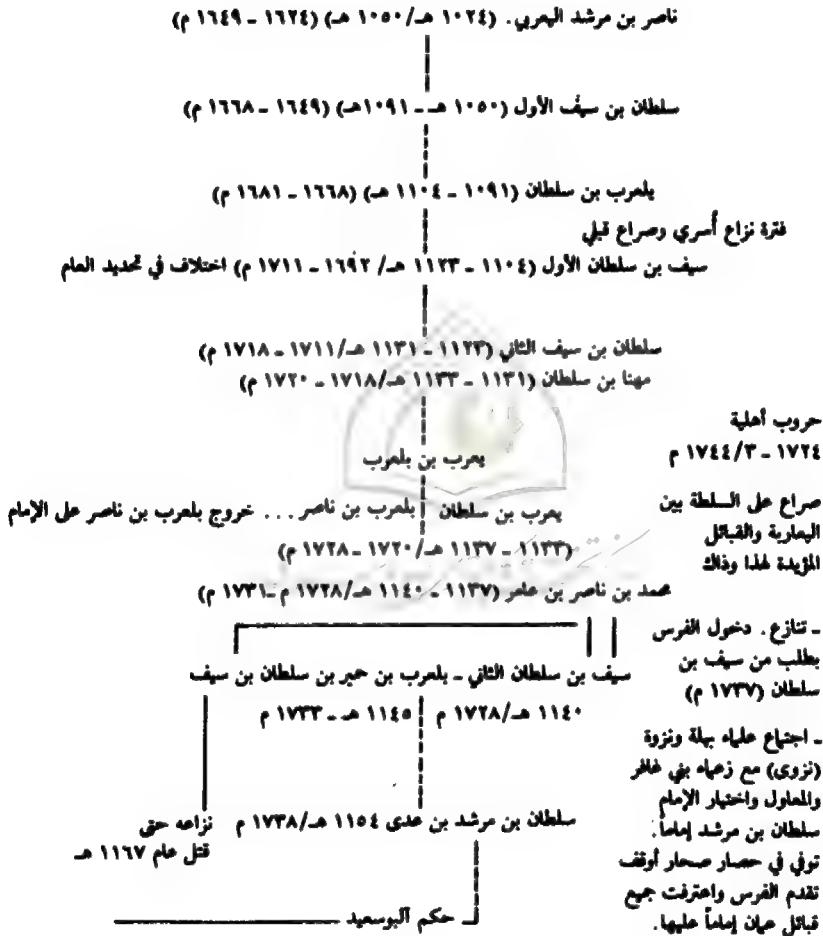 ناصر بن مرشد اليعربي. (١٠٢٤ هـ/١٠٥٠ هـ) (١٦٢٤ ـ ١٦٤٩ م)
سلطان بن سيف الأول (١٠٥٠ هـ ـ ١٠٩١ هـ) (١٦٤٩ ـ ١٦٦٨ م)
بلعرب بن سلطان (١٠٩١ ـ ١١٠٤ هـ) (١٦٦٨ ـ ١٦٨١ م)
فترة نزاع أسري وصراع قبلي
سيف بن سلطان الأول (١١٠٤ ـ ١١٢٣ هـ/ ١٦٩٢ ـ ١٧١١ م) اختلاف في تحديد العام
سلطان بن سيف الثاني (١١٢٣ ـ ١١٣١ هـ/١٧١١ ـ ١٧١٨ م)
مهنا بن سلطان (١١٣١ ـ ١١٣٣ هـ/١٧١٨ ـ ١٧٢٠ م)
حروب أهلية
١٧٢٤ ـ ١٧٤٤/٣ م
يعرب بن بلعرب
صراع على السلطة بين
اليعاربة والقبائل
المؤيدة لهذا وذاك
يعرب بن سلطان بلعرب بن ناصر . . . خروج بلعرب بن ناصر على الإمام
(١١٣٣ ـ ١١٣٧ هـ/١٧٢٠ ـ ١٧٢٨ م)
محمد بن ناصر بن عامر (١١٣٧ ـ ١١٤٠ هـ/١٧٢٨ م ـ ١٧٣١ م)
ـ تنازع. دخول الفرس
بطلب من سيف بن
سلطان (١٧٣٧ م)
سيف بن سلطان الثاني ـ بلعرب بن حمير بن سلطان بن سيف
١١٤٠ هـ/١٧٢٨ م ١١٤٥ هـ ـ ١٧٣٣ م
ـ اجتماع علماء بهلة ونزوة
(نزوى) مع زعماء بني غافر
والمعاول واختيار الإمام
سلطان بن مرشد إماماً.
توفي في حصار صحار أوقف
تقدم الفرس واعترفت جميع
قبائل عمان إماماً عليها.
سلطان بن مرشد بن عدى ١١٥٤ هـ/١٧٣٨ م
نزاعه حتى
قتل عام ١١٦٧ هـ
حكم آلبوسعيد